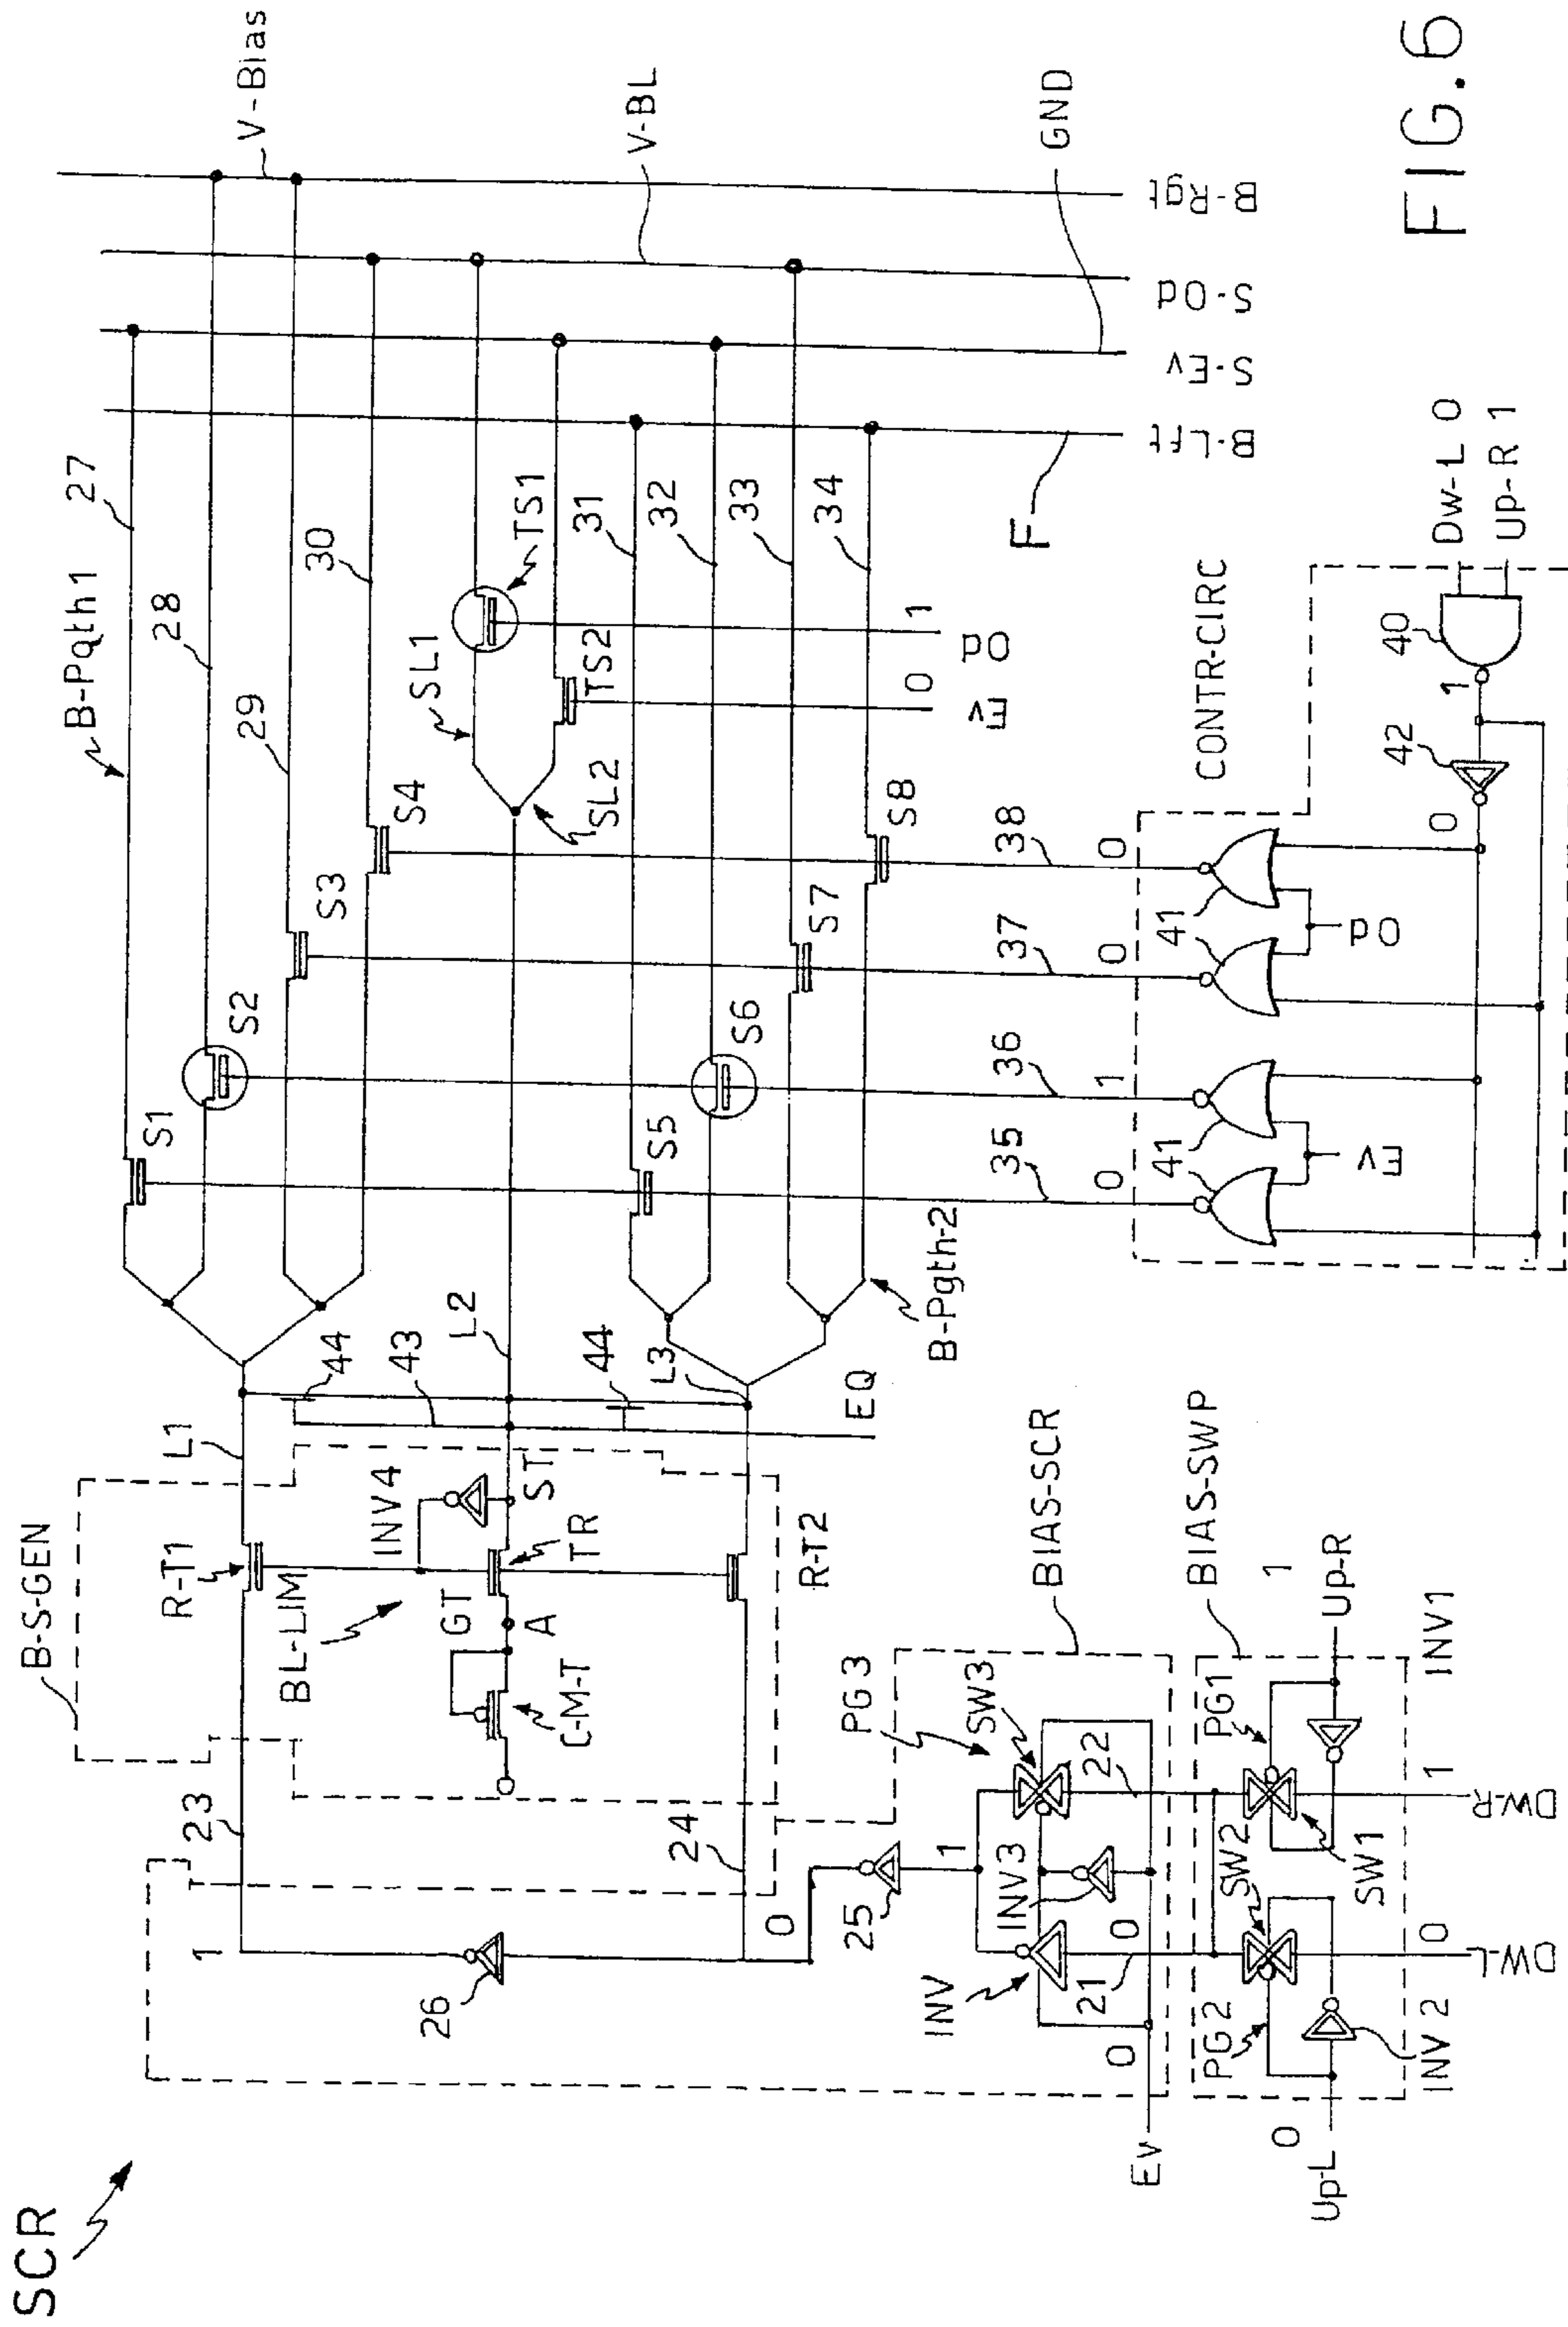 SCR
FIG.6
B-S-GEN
R-T1
L1
B-Pqth1
27
V-Bias
23
28
S1
S2
29
S3
30
S4
44
43
L2
BL-LIM
INV4
GT
A
ST
TR
C-M-T
R-T2
SL1
SL2
TS1
TS2
V-BL
GND
31
32
33
34
F
S5
S6
S7
S8
44
L3
EQ
B-Pgth-2
1
26
24
0
25
1
Ev
0
Od
1
B-Lft
S-Ev
S-Od
B-Rgt
35
0
36
1
37
0
38
0
CONTR-CIRC
41
41
Ev
Od
0
42
1
40
Dw-L 0
Up-R 1
PG3
SW3
BIAS-SCR
INV
INV3
21
0
22
Ev
0
BIAS-SWP
PG1
SW1
SW2
PG2
Up-R
1
INV1
Up-L
0
INV2
DW-L
0
DW-R
1